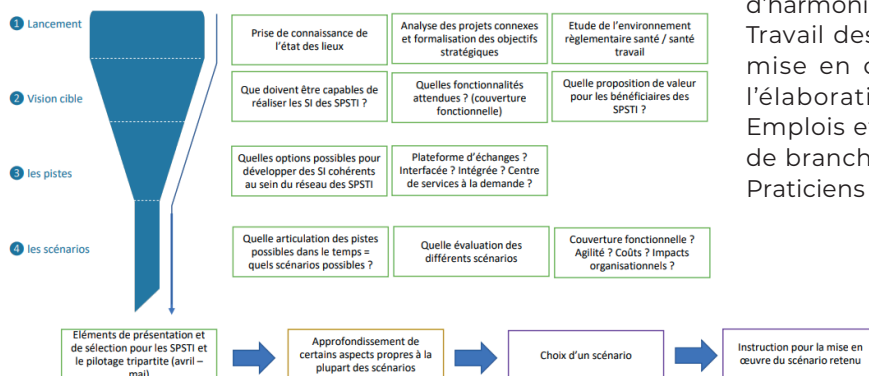 1 Lancement
Prise de connaissance de
l'état des lieux
Analyse des projets connexes
et formalisation des objectifs
stratégiques
Etude de l'environnement
règlementaire santé / santé
travail
2 Vision cible
Que doivent être capables de
réaliser les SI des SPSTI ?
Quelles fonctionnalités
attendues ? (couverture
fonctionnelle)
Quelle proposition de valeur
pour les bénéficiaires des
SPSTI ?
3 les pistes
Quelles options possibles pour
développer des SI cohérents
au sein du réseau des SPSTI
Plateforme d'échanges ?
Interfacée ? Intégrée ? Centre
de services à la demande ?
4 les scénarios
Quelle articulation des pistes
possibles dans le temps =
quels scénarios possibles ?
Quelle évaluation des
différents scénarios
Couverture fonctionnelle ?
Agilité ? Coûts ? Impacts
organisationnels ?
Eléments de présentation et
de sélection pour les SPSTI et
le pilotage tripartite (avril –
mai)
Approfondissement de
certains aspects propres à la
plupart des scénarios
Choix d'un scénario
Instruction pour la mise en
œuvre du scénario retenu
Travail des
mise en
Emplois et
de branch
Praticiens